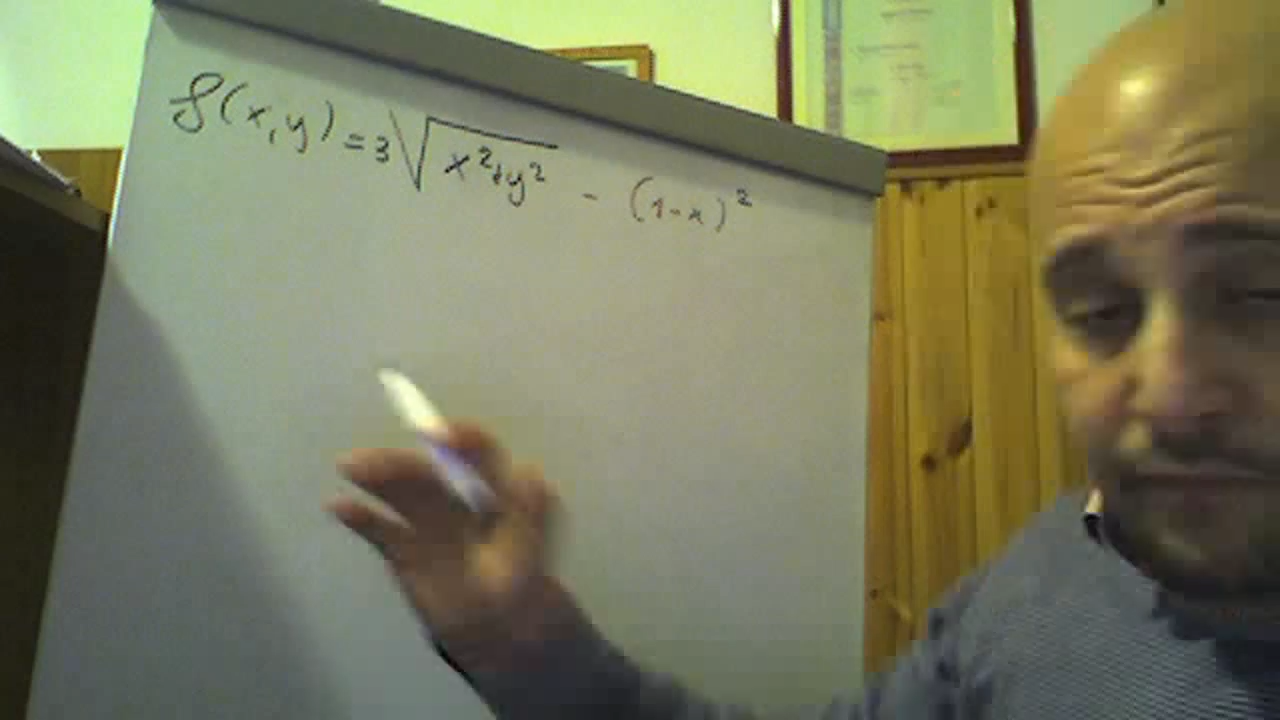 f(x,y)=3√(x²+y²) - (1-x)²